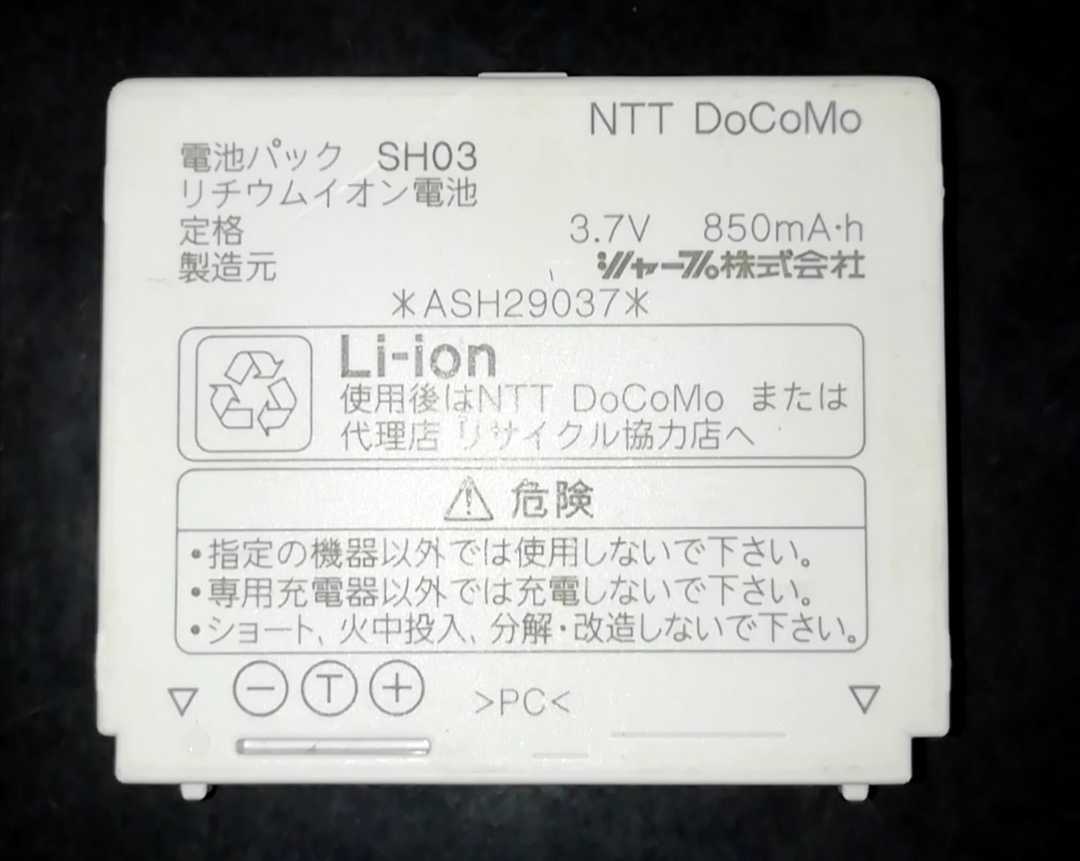 NTT DoCoMo
電池パック SH03
リチウムイオン電池
定格 3.7V 850mA·h
製造元 シャープ株式会社
*ASH29037*
Li-ion
使用後はNTT DoCoMo または
代理店 リサイクル協力店へ
⚠ 危険
•指定の機器以外では使用しないで下さい。
•専用充電器以外では充電しないで下さい。
•ショート、火中投入、分解・改造しないで下さい。
▽ ⊖ Ⓣ ⊕ >PC< ▽